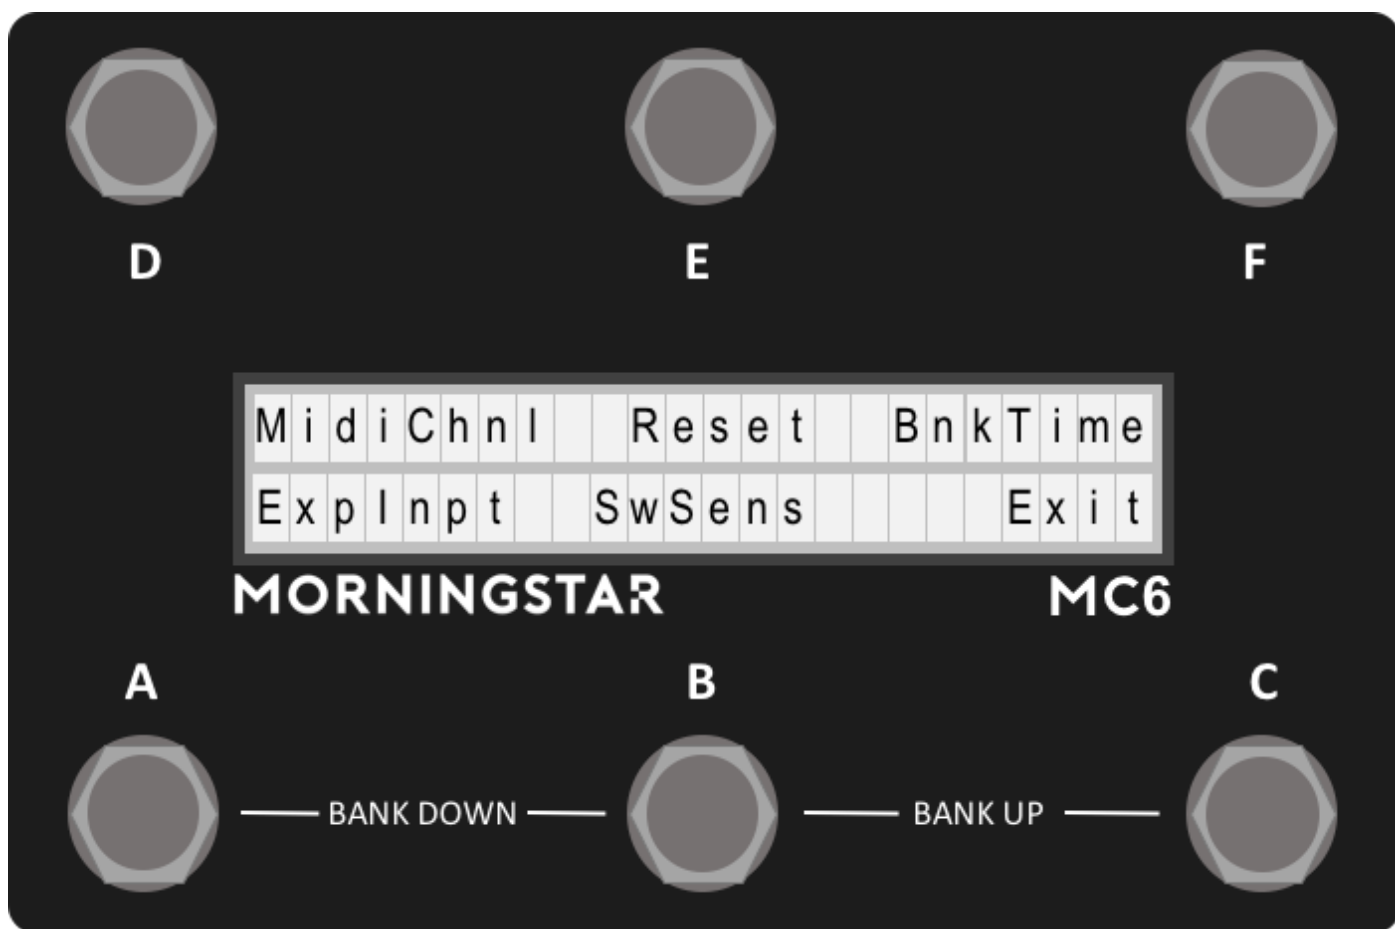 D E F
MidiChnl Reset BnkTime
ExpInpt SwSens Exit
MORNINGSTAR MC6
A B C
BANK DOWN BANK UP